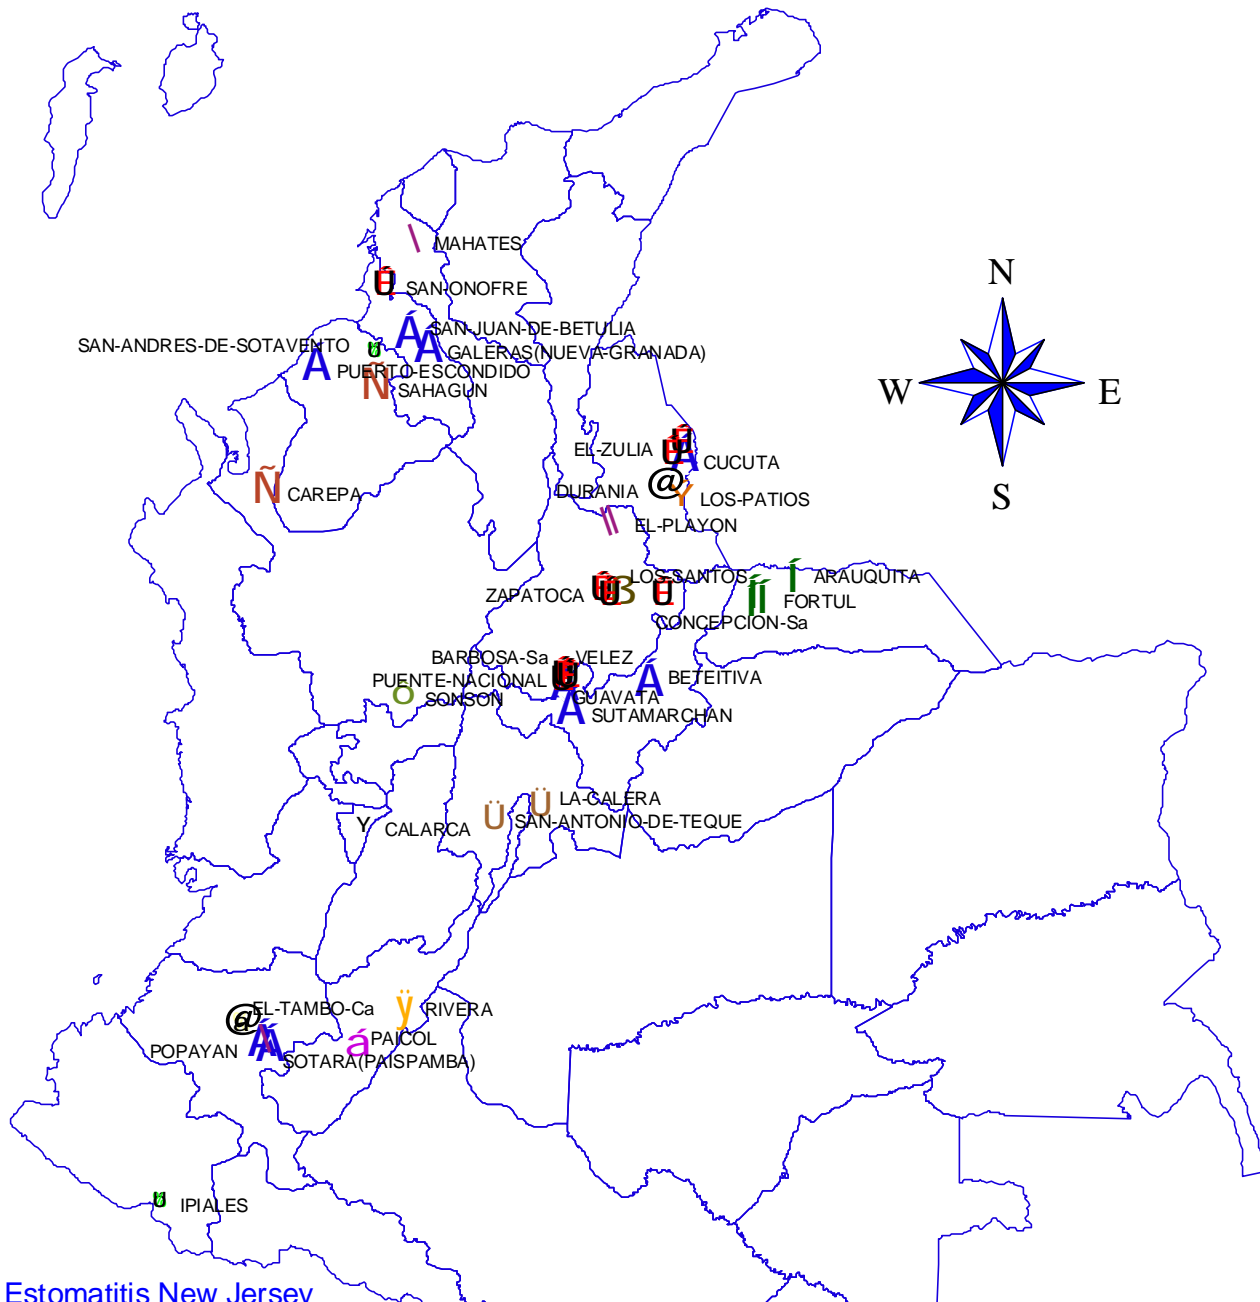 MAHATES
N
SAN-ONOFRE
SAN-JUAN-DE-BETULIA
SAN-ANDRES-DE-SOTAVENTO
GALERAS(NUEVA-GRANADA)
PUERTO-ESCONDIDO
SAHAGUN
W
E
EL-ZULIA
CUCUTA
DURANIA
@
LOS-PATIOS
CAREPA
Ñ
S
EL-PLAYON
LOS-SANTOS
ARAUQUITA
ZAPATOCA
FORTUL
CONCEPCION-Sa
BARBOSA-Sa
VELEZ
BETEITIVA
PUENTE-NACIONAL
SONSON
GUAVATA
SUTAMARCHAN
Ü
LA-CALERA
Ü
SAN-ANTONIO-DE-TEQUE
Y
CALARCA
@
EL-TAMBO-Ca
ÿ
RIVERA
POPAYAN
á
PAICOL
SOTARA(PAISPAMBA)
IPIALES
Estomatitis New Jersey